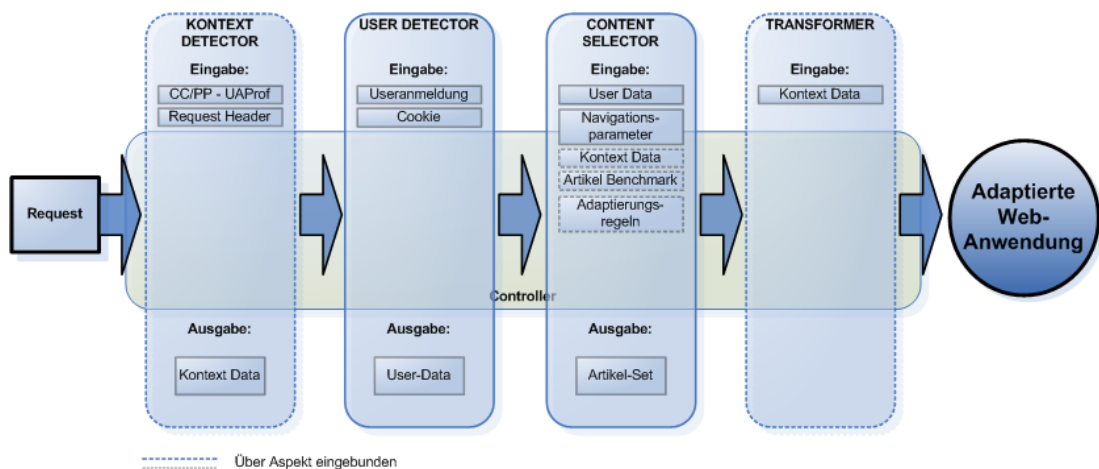 KONTEXT
DETECTOR
Eingabe:
CC/PP - UAProf
Request Header
Ausgabe:
Kontext Data
USER DETECTOR
Eingabe:
Useranmeldung
Cookie
Ausgabe:
User-Data
CONTENT
SELECTOR
Eingabe:
User Data
Navigations-
parameter
Kontext Data
Artikel Benchmark
Adaptierungs-
regeln
Ausgabe:
Artikel-Set
TRANSFORMER
Eingabe:
Kontext Data
Request
Controller
Adaptierte
Web-
Anwendung
Über Aspekt eingebunden